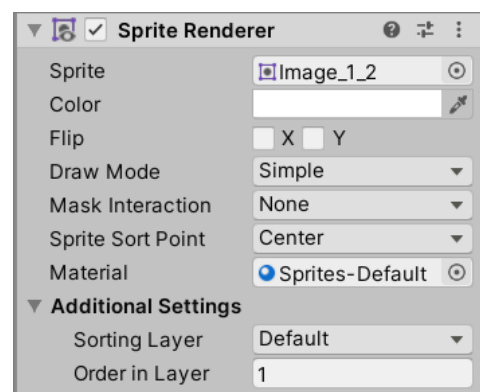 Sprite Renderer
Sprite Image_1_2
Color
Flip X Y
Draw Mode Simple
Mask Interaction None
Sprite Sort Point Center
Material Sprites-Default
Additional Settings
Sorting Layer Default
Order in Layer 1